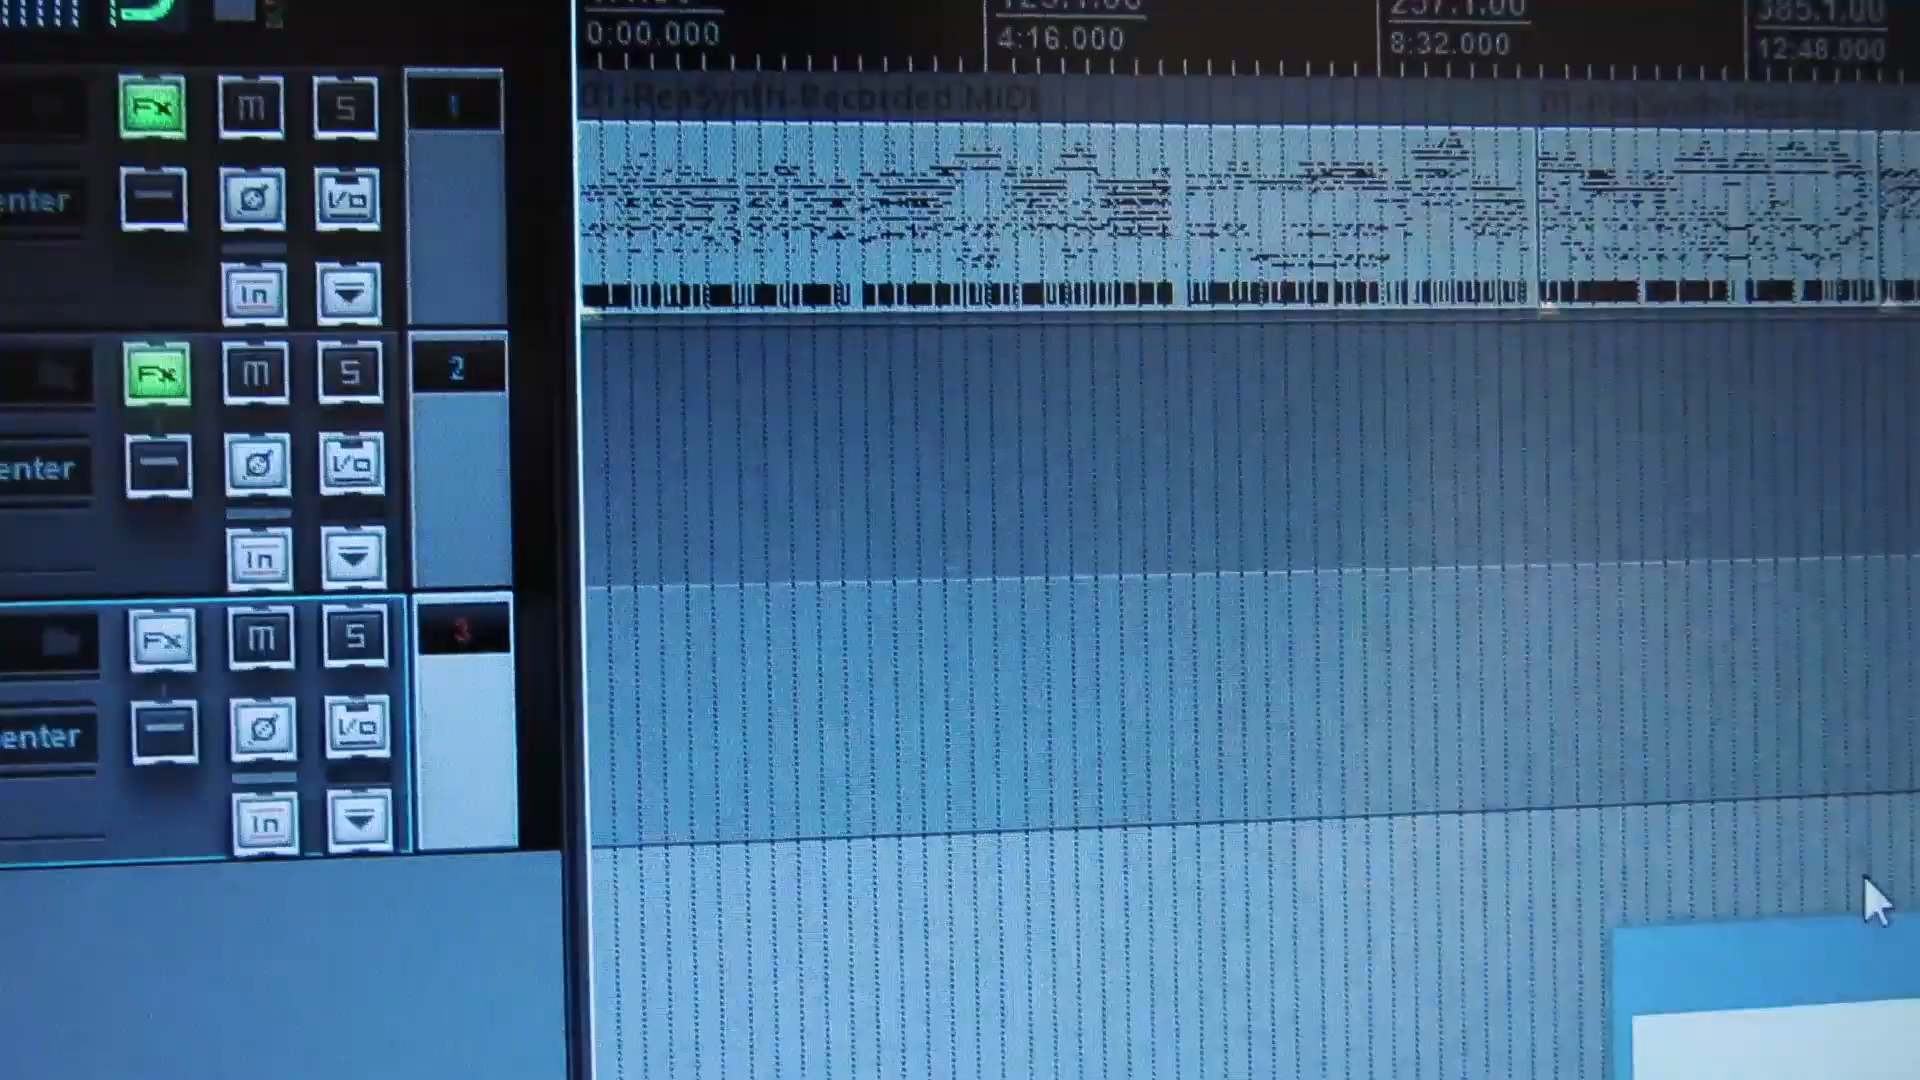 0:00.000 4:16.000 8:32.000 12:48.000
01-ReaSynth-Recorded MIDI
FX m S 1
enter I/O
In
FX m S 2
enter I/O
In
FX m S 3
enter I/O
In